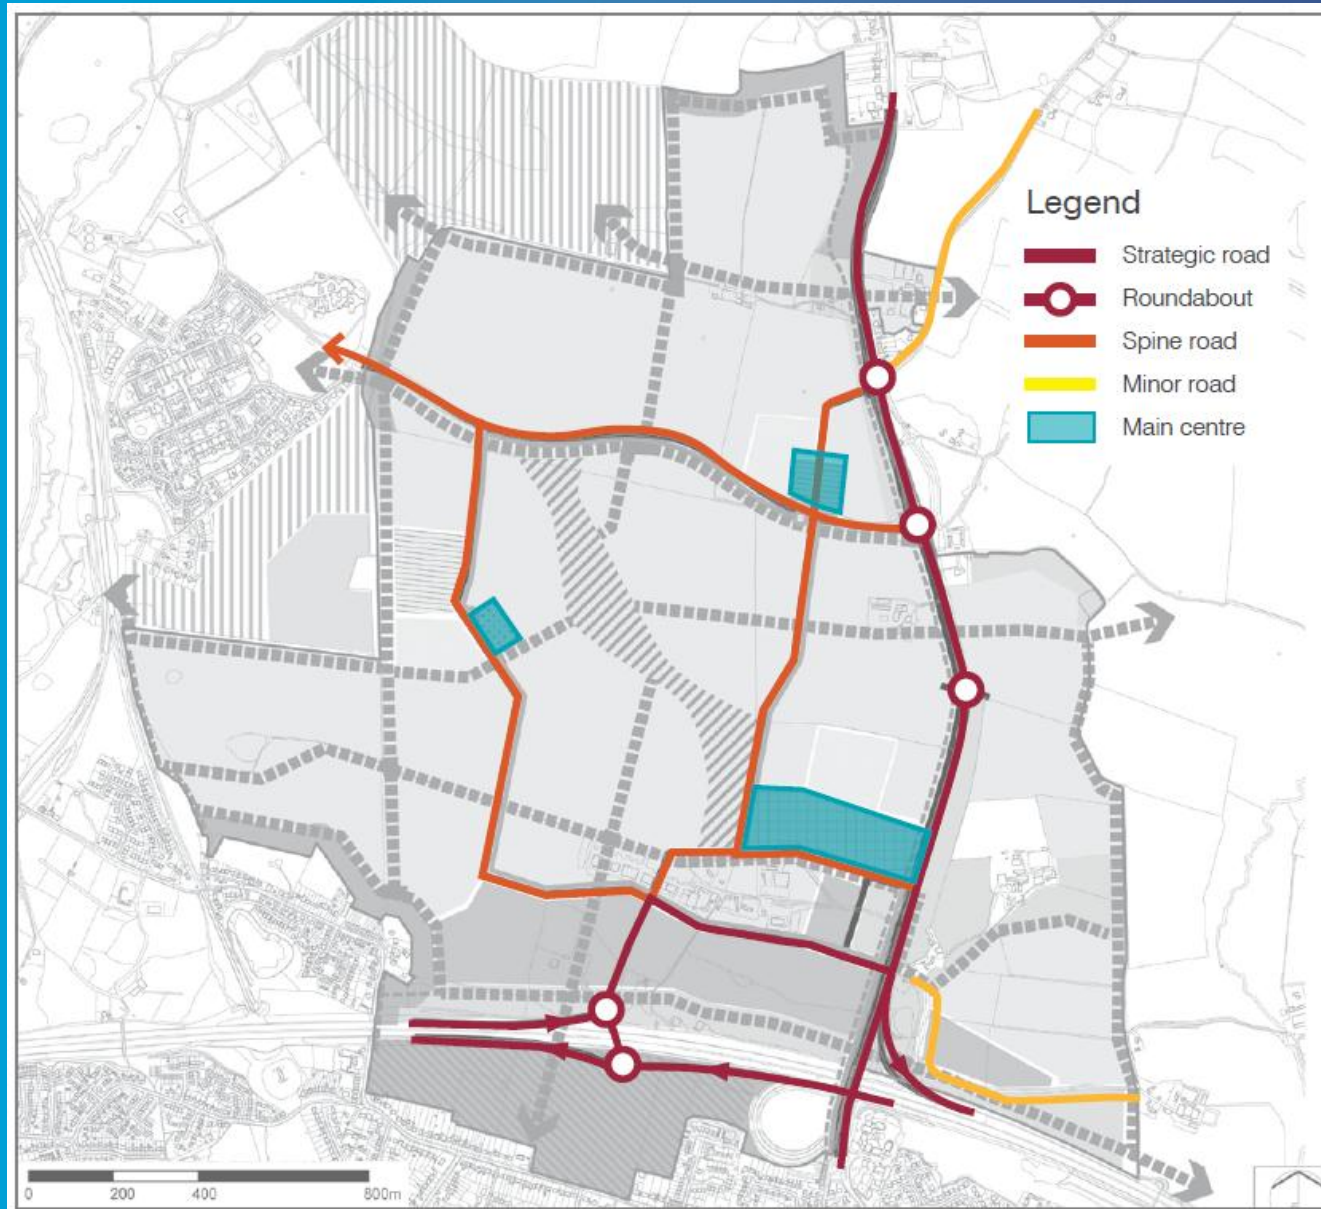 Legend
Strategic road
Roundabout
Spine road
Minor road
Main centre
0 200 400 800m